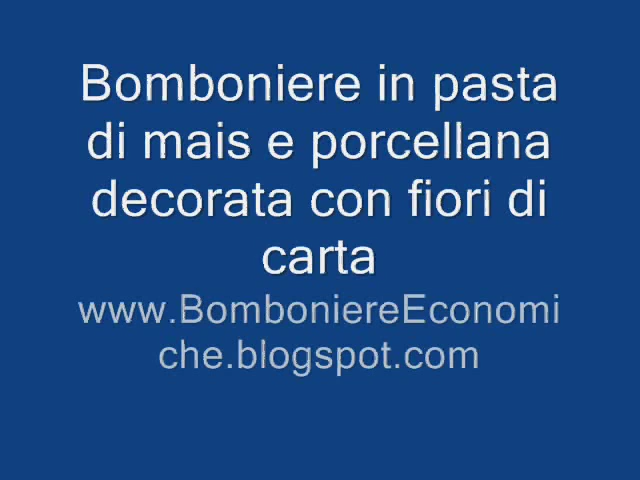 Bomboniere in pasta
di mais e porcellana
decorata con fiori di
carta
www.BomboniereEconomi
che.blogspot.com